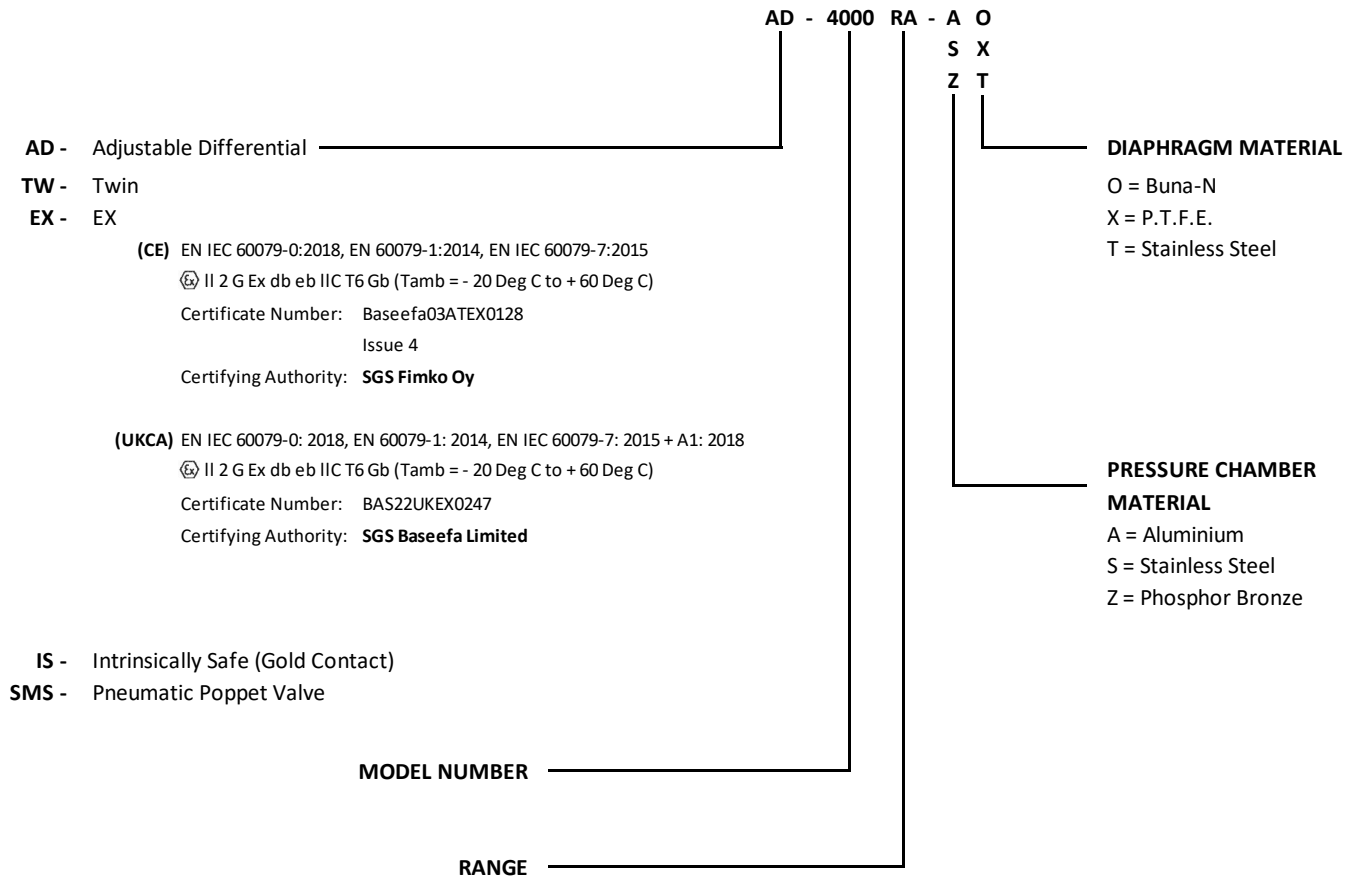 AD - 4000 RA - A O
S X
Z T
AD - Adjustable Differential
TW - Twin
EX - EX
(CE) EN IEC 60079-0:2018, EN 60079-1:2014, EN IEC 60079-7:2015
ll 2 G Ex db eb llC T6 Gb (Tamb = - 20 Deg C to + 60 Deg C)
Certificate Number: Baseefa03ATEX0128
Issue 4
Certifying Authority: SGS Fimko Oy
(UKCA) EN IEC 60079-0: 2018, EN 60079-1: 2014, EN IEC 60079-7: 2015 + A1: 2018
ll 2 G Ex db eb llC T6 Gb (Tamb = - 20 Deg C to + 60 Deg C)
Certificate Number: BAS22UKEX0247
Certifying Authority: SGS Baseefa Limited
IS - Intrinsically Safe (Gold Contact)
SMS - Pneumatic Poppet Valve
MODEL NUMBER
RANGE
DIAPHRAGM MATERIAL
O = Buna-N
X = P.T.F.E.
T = Stainless Steel
PRESSURE CHAMBER
MATERIAL
A = Aluminium
S = Stainless Steel
Z = Phosphor Bronze